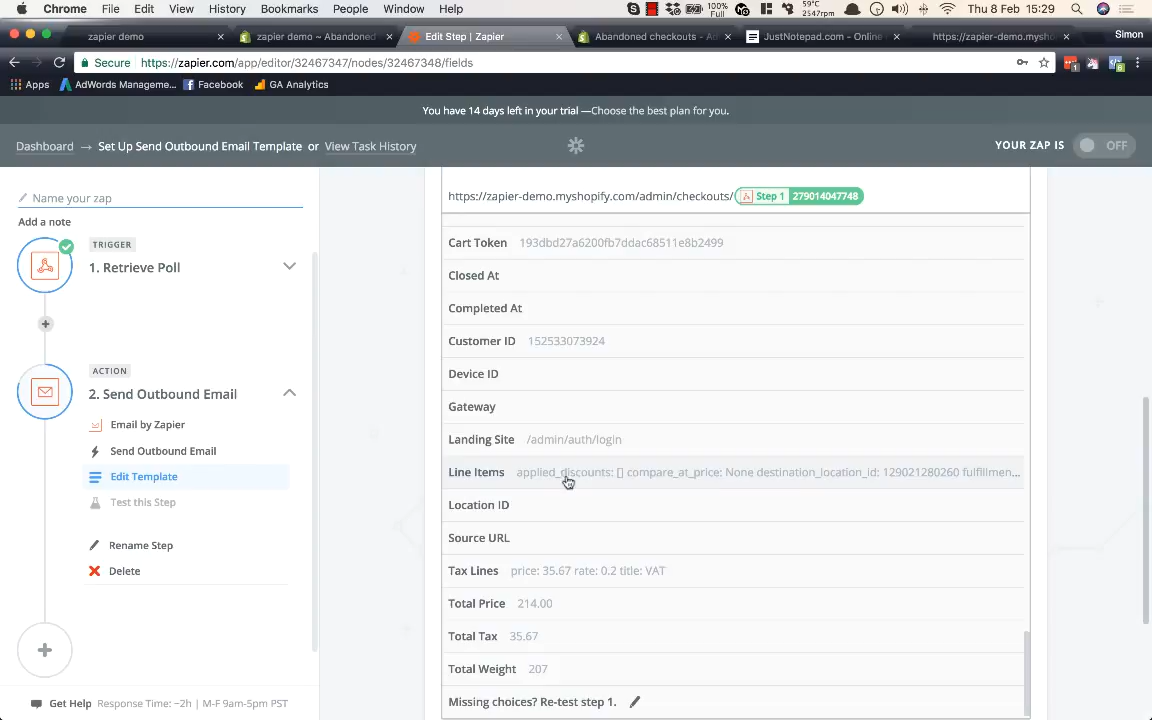 Chrome File Edit View History Bookmarks People Window Help 100% Full 59°C 2547rpm Thu 8 Feb 15:29
zapier demo
zapier demo ~ Abandoned
Edit Step | Zapier
Abandoned checkouts - Ad
JustNotepad.com - Online
https://zapier-demo.mysho
Simon
Secure https://zapier.com/app/editor/32467347/nodes/32467348/fields
Apps AdWords Manageme... Facebook GA Analytics
You have 14 days left in your trial —Choose the best plan for you.
Dashboard → Set Up Send Outbound Email Template or View Task History
YOUR ZAP IS OFF
Name your zap
Add a note
TRIGGER
1. Retrieve Poll
ACTION
2. Send Outbound Email
Email by Zapier
Send Outbound Email
Edit Template
Test this Step
Rename Step
Delete
Get Help Response Time: ~2h | M-F 9am-5pm PST
https://zapier-demo.myshopify.com/admin/checkouts/ Step 1 279014047748
Cart Token 193dbd27a6200fb7ddac68511e8b2499
Closed At
Completed At
Customer ID 152533073924
Device ID
Gateway
Landing Site /admin/auth/login
Line Items applied_discounts: [] compare_at_price: None destination_location_id: 129021280260 fulfillmen...
Location ID
Source URL
Tax Lines price: 35.67 rate: 0.2 title: VAT
Total Price 214.00
Total Tax 35.67
Total Weight 207
Missing choices? Re-test step 1.